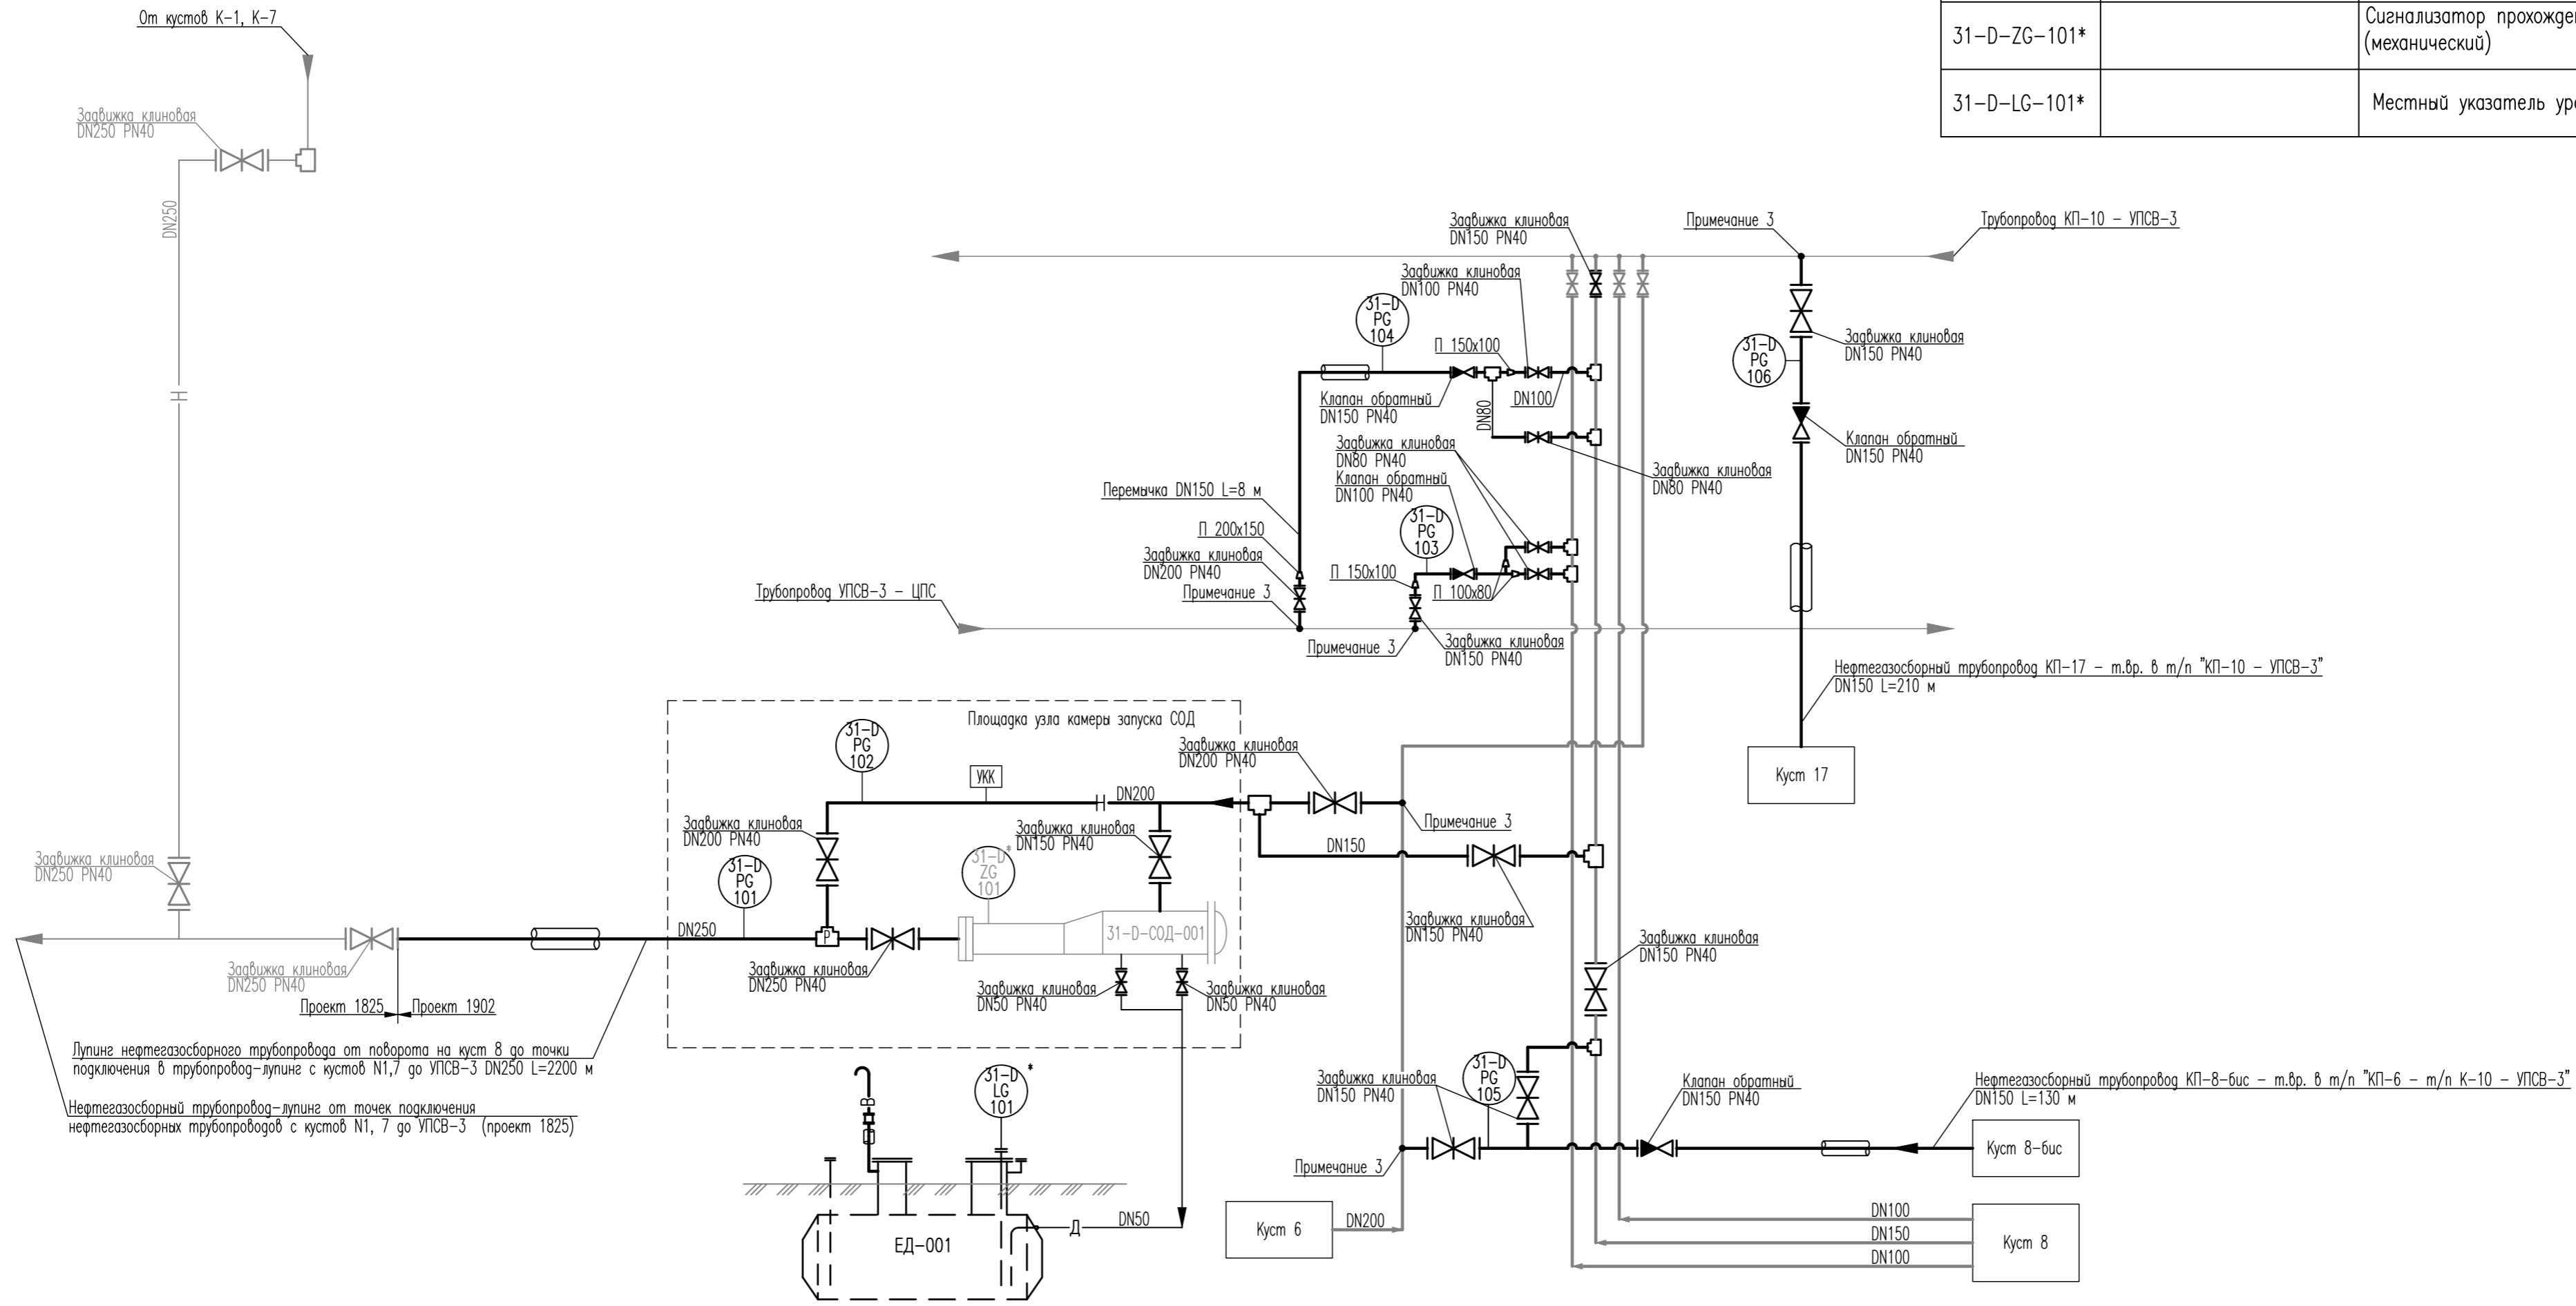 От кустов К-1, К-7
Задвижка клиновая
DN250 PN40
DN250
Задвижка клиновая
DN250 PN40
Задвижка клиновая
DN250 PN40
Проект 1825
Проект 1902
Лупинг нефтегазосборного трубопровода от поворота на куст 8 до точки
подключения в трубопровод-лупинг с кустов N1,7 до УПСВ-3 DN250 L=2200 м
Нефтегазосборный трубопровод-лупинг от точек подключения
нефтегазосборных трубопроводов с кустов N1, 7 до УПСВ-3 (проект 1825)
31-D-ZG-101*
Сигнализатор
(механический)
31-D-LG-101*
Местный указатель
Задвижка клиновая
DN150 PN40
Примечание 3
Трубопровод КП-10 - УПСВ-3
Задвижка клиновая
DN100 PN40
31-D
PG
104
П 150х100
Клапан обратный
DN150 PN40
DN100
DN80
Задвижка клиновая
DN150 PN40
31-D
PG
106
Клапан обратный
DN150 PN40
Задвижка клиновая
DN80 PN40
Клапан обратный
DN100 PN40
Задвижка клиновая
DN80 PN40
Перемычка DN150 L=8 м
П 200х150
Задвижка клиновая
DN200 PN40
Примечание 3
31-D
PG
103
П 150х100
П 100х80
Трубопровод УПСВ-3 - ЦПС
Примечание 3
Задвижка клиновая
DN150 PN40
Нефтегазосборный трубопровод КП-17 - т.вр. в т/п "КП-10 - УПСВ-3"
DN150 L=210 м
Куст 17
Площадка узла камеры запуска СОД
31-D
PG
102
УКК
DN200
Задвижка клиновая
DN200 PN40
Задвижка клиновая
DN200 PN40
Задвижка клиновая
DN150 PN40
Примечание 3
DN150
31-D
PG
101
31-D*
ZG
101
DN250
Р
31-D-СОД-001
Задвижка клиновая
DN250 PN40
Задвижка клиновая
DN50 PN40
Задвижка клиновая
DN50 PN40
Задвижка клиновая
DN150 PN40
Задвижка клиновая
DN150 PN40
31-D *
LG
101
В
Задвижка клиновая
DN150 PN40
31-D
PG
105
Клапан обратный
DN150 PN40
Нефтегазосборный трубопровод КП-8-бис - т.вр. в т/п "КП-6 - т/п К-10 - УПСВ-3"
DN150 L=130 м
Куст 8-бис
Примечание 3
Куст 6
DN200
Д
DN50
ЕД-001
DN100
DN150
DN100
Куст 8